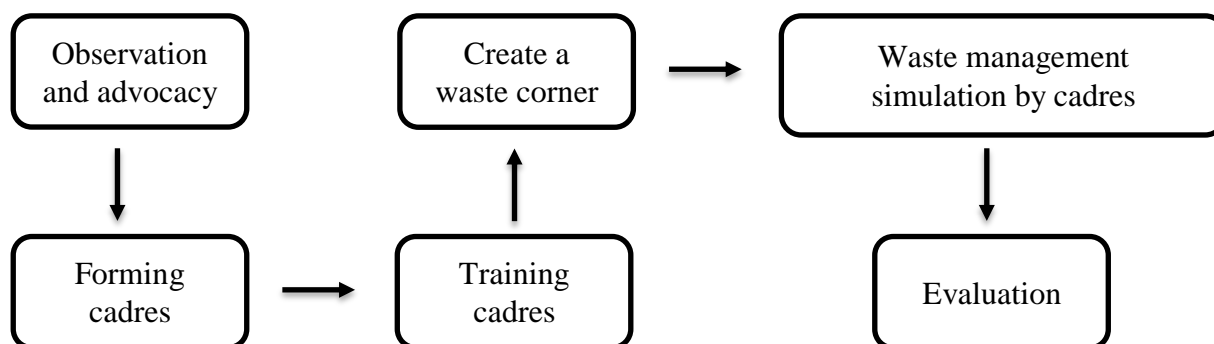 Observation
and advocacy
Create a
waste corner
Waste management
simulation by cadres
Forming
cadres
Training
cadres
Evaluation